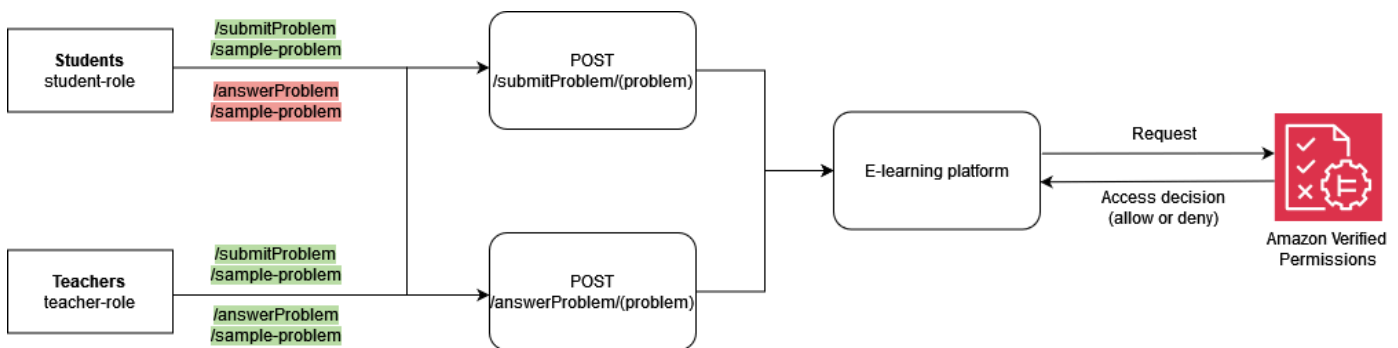 Students
student-role
/submitProblem
/sample-problem
/answerProblem
/sample-problem
POST
/submitProblem/(problem)
Teachers
teacher-role
/submitProblem
/sample-problem
/answerProblem
/sample-problem
POST
/answerProblem/(problem)
E-learning platform
Request
Access decision
(allow or deny)
Amazon Verified
Permissions